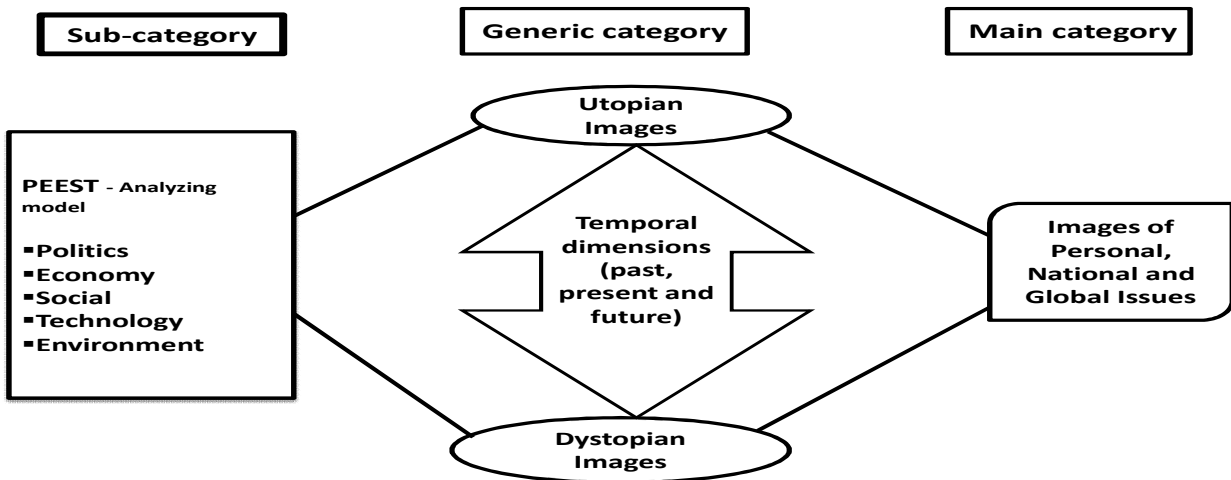 Sub-category
Generic category
Main category
Utopian
Images
PEEST - Analyzing
model
▪Politics
▪Economy
▪Social
▪Technology
▪Environment
Temporal
dimensions
(past,
present and
future)
Images of
Personal,
National and
Global Issues
Dystopian
Images